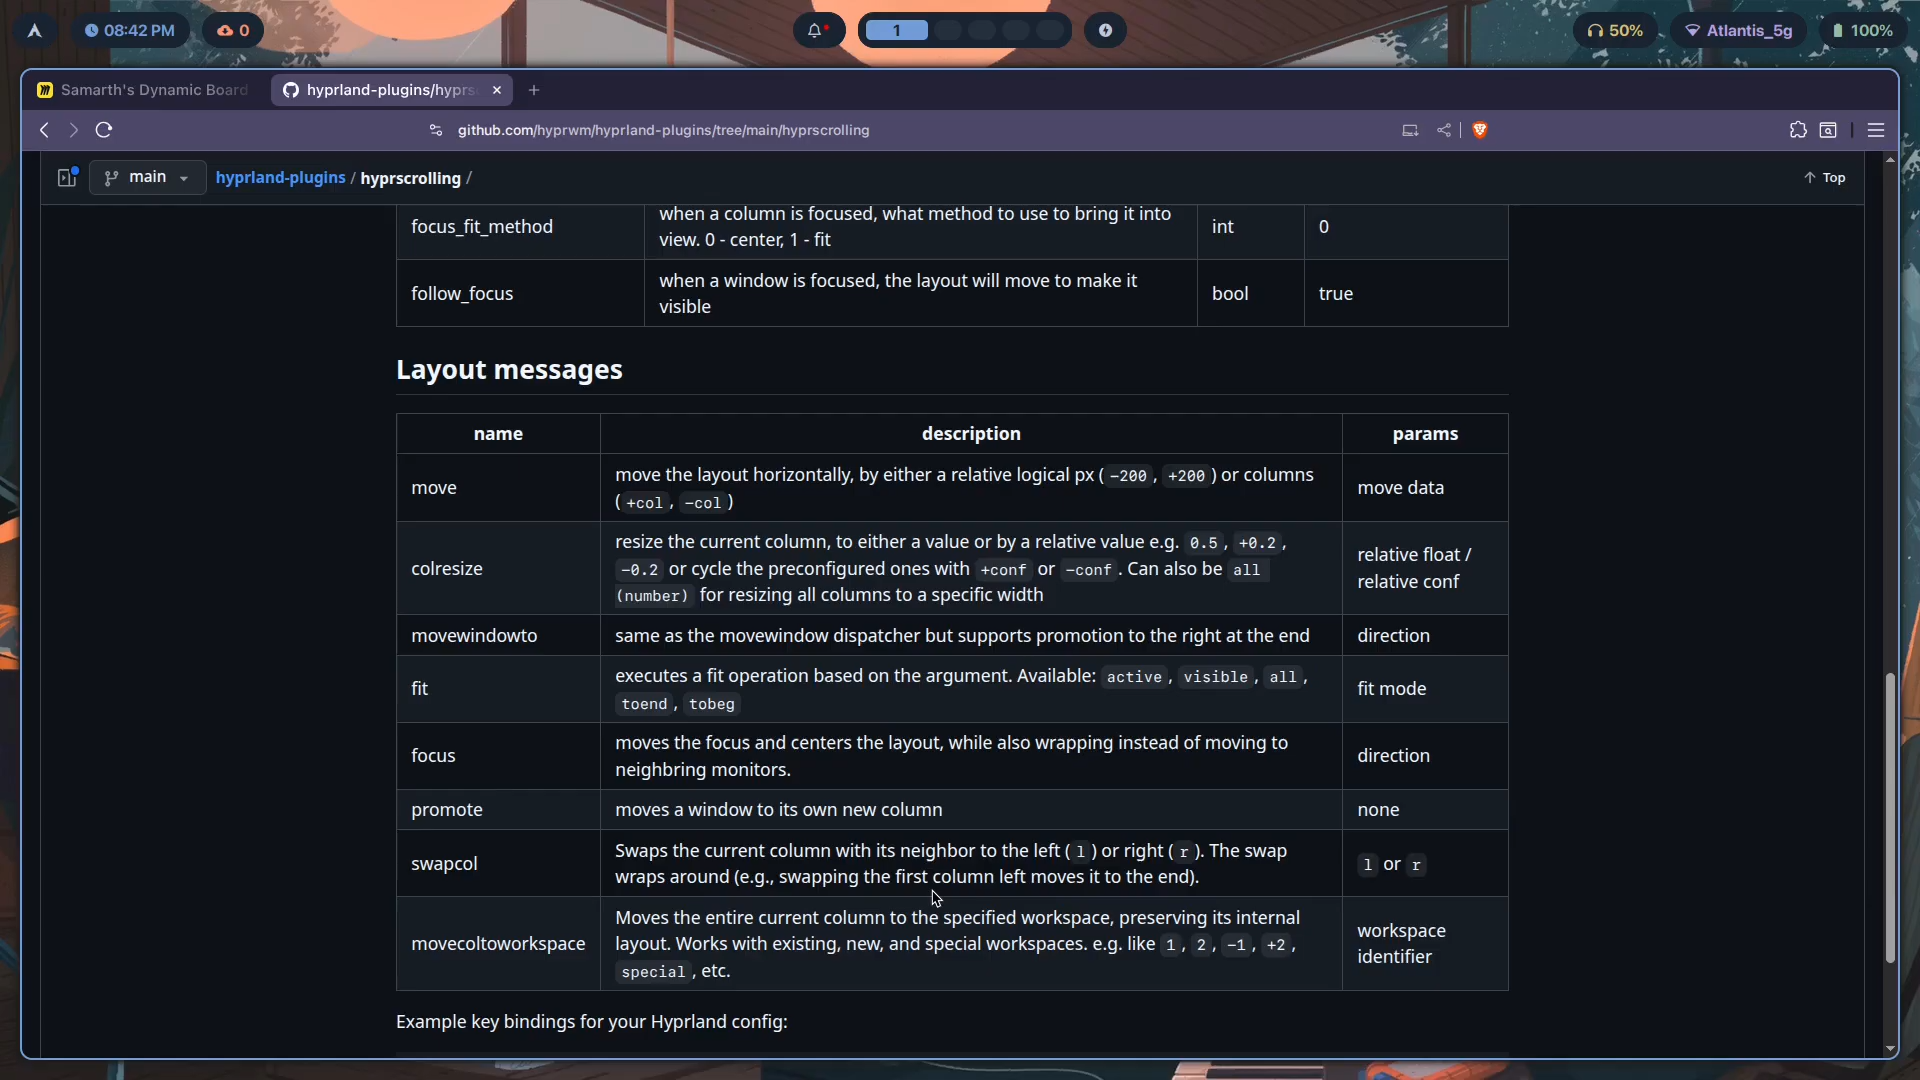 08:42 PM
0
1
50%
Atlantis_5g
100%
Samarth's Dynamic Board
hyprland-plugins/hyprs
github.com/hyprwm/hyprland-plugins/tree/main/hyprscrolling
main
hyprland-plugins / hyprscrolling /
Top
focus_fit_method
when a column is focused, what method to use to bring it into
view. 0 - center, 1 - fit
int
0
follow_focus
when a window is focused, the layout will move to make it
visible
bool
true
Layout messages
name
description
params
move
move the layout horizontally, by either a relative logical px ( -200 , +200 ) or columns
( +col , -col )
move data
colresize
resize the current column, to either a value or by a relative value e.g. 0.5 , +0.2 ,
-0.2 or cycle the preconfigured ones with +conf or -conf . Can also be all
(number) for resizing all columns to a specific width
relative float /
relative conf
movewindowto
same as the movewindow dispatcher but supports promotion to the right at the end
direction
fit
executes a fit operation based on the argument. Available: active , visible , all ,
toend , tobeg
fit mode
focus
moves the focus and centers the layout, while also wrapping instead of moving to
neighbring monitors.
direction
promote
moves a window to its own new column
none
swapcol
Swaps the current column with its neighbor to the left ( l ) or right ( r ). The swap
wraps around (e.g., swapping the first column left moves it to the end).
l or r
movecoltoworkspace
Moves the entire current column to the specified workspace, preserving its internal
layout. Works with existing, new, and special workspaces. e.g. like 1 , 2 , -1 , +2 ,
special , etc.
workspace
identifier
Example key bindings for your Hyprland config: